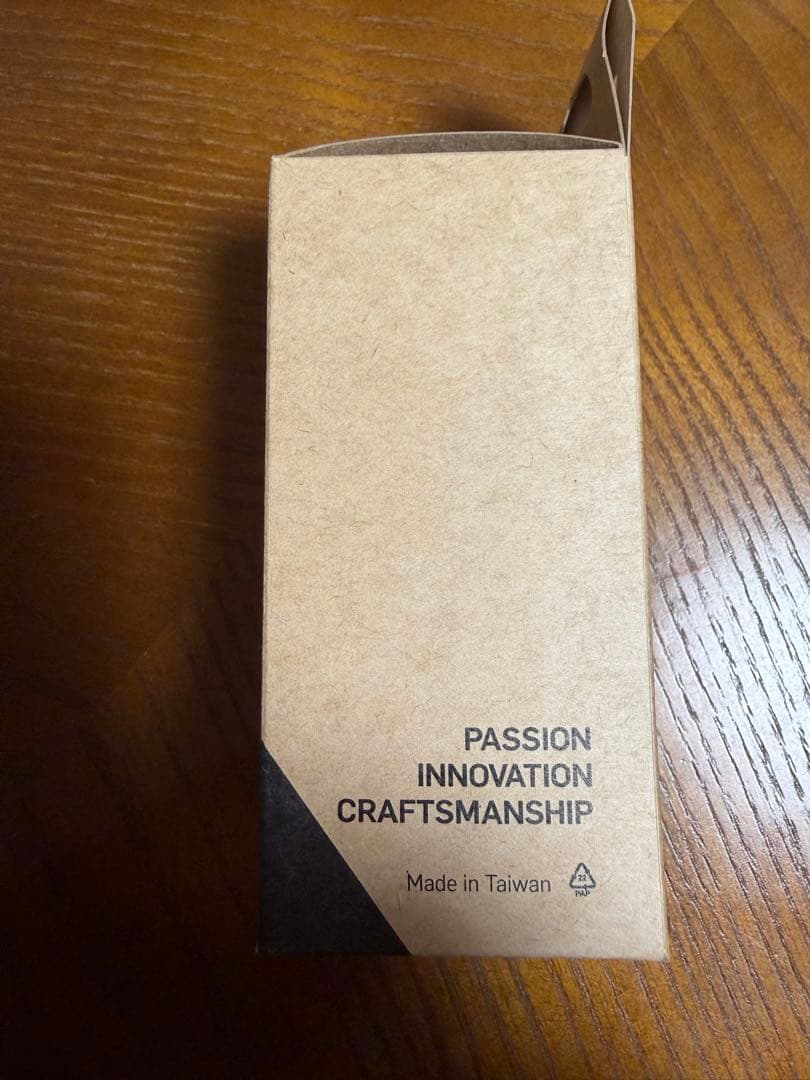 PASSION
INNOVATION
CRAFTSMANSHIP
Made in Taiwan
22
PAP